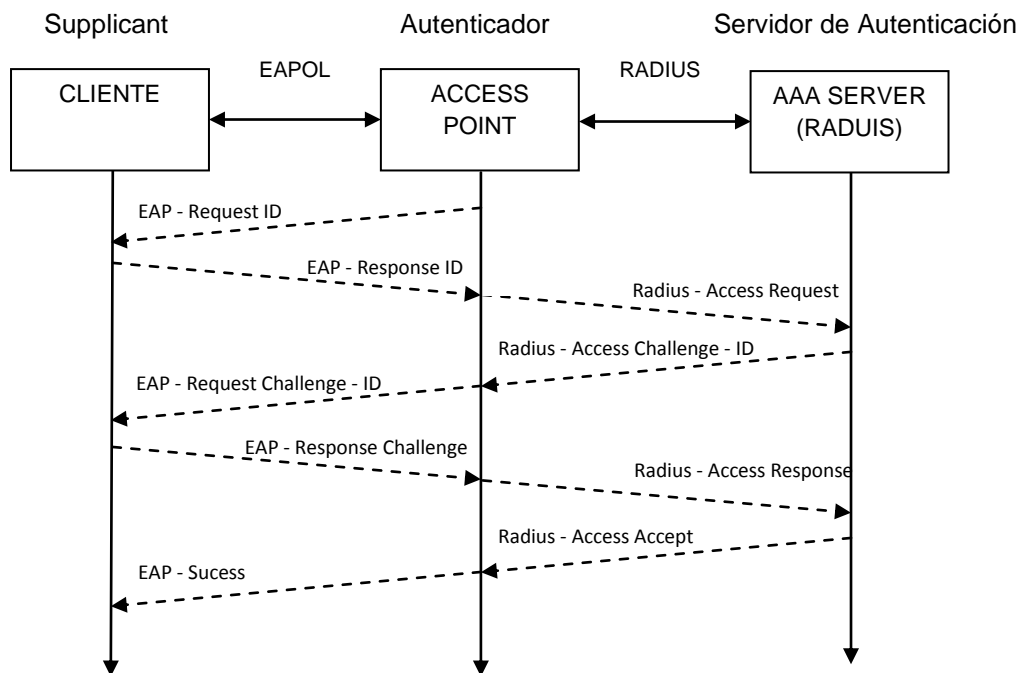 Supplicant
Autenticador
Servidor de Autenticación
EAPOL
RADIUS
CLIENTE
ACCESS
POINT
AAA SERVER
(RADUIS)
EAP - Request ID
EAP - Response ID
Radius - Access Request
Radius - Access Challenge - ID
EAP - Request Challenge - ID
EAP - Response Challenge
Radius - Access Response
Radius - Access Accept
EAP - Sucess